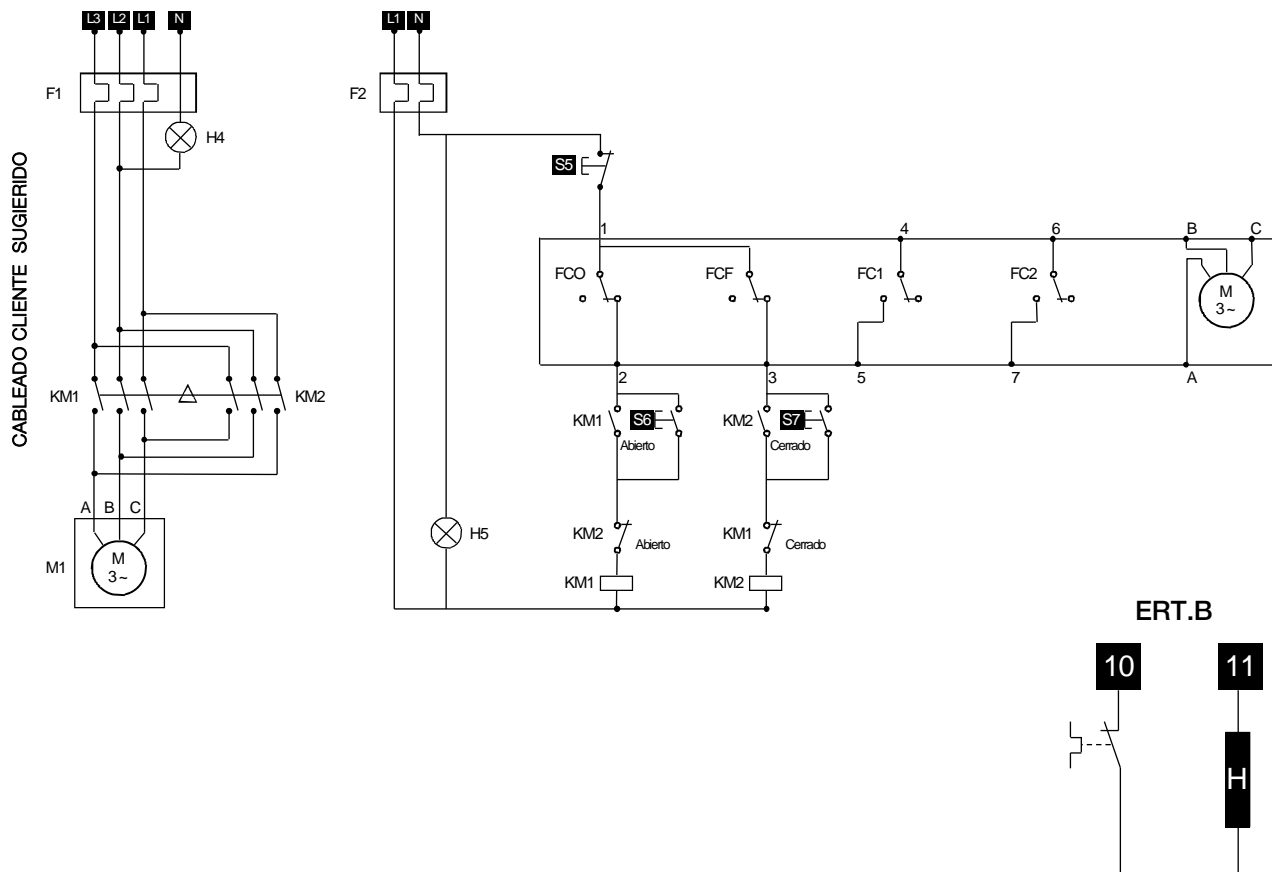 L3 L2 L1 N
L1 N
F1
F2
H4
S5
CABLEADO CLIENTE SUGIERIDO
1 4 6 B C
FCO FCF FC1 FC2
M
3~
KM1 KM2
2 3 5 7 A
KM1 S6 KM2 S7
Abierto Cerrado
A B C
M1
M
3~
H5
KM2 Abierto KM1 Cerrado
KM1 KM2
ERT.B
10 11
H